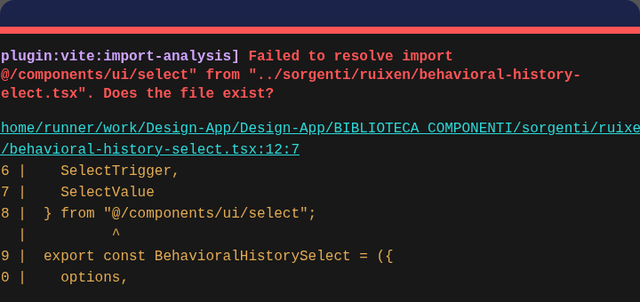 plugin:vite:import-analysis] Failed to resolve import
@/components/ui/select" from "../sorgenti/ruixen/behavioral-history-
elect.tsx". Does the file exist?
home/runner/work/Design-App/Design-App/BIBLIOTECA_COMPONENTI/sorgenti/ruixe
/behavioral-history-select.tsx:12:7
6 |    SelectTrigger,
7 |    SelectValue
8 |  } from "@/components/ui/select";
  |          ^
9 |  export const BehavioralHistorySelect = ({
0 |    options,